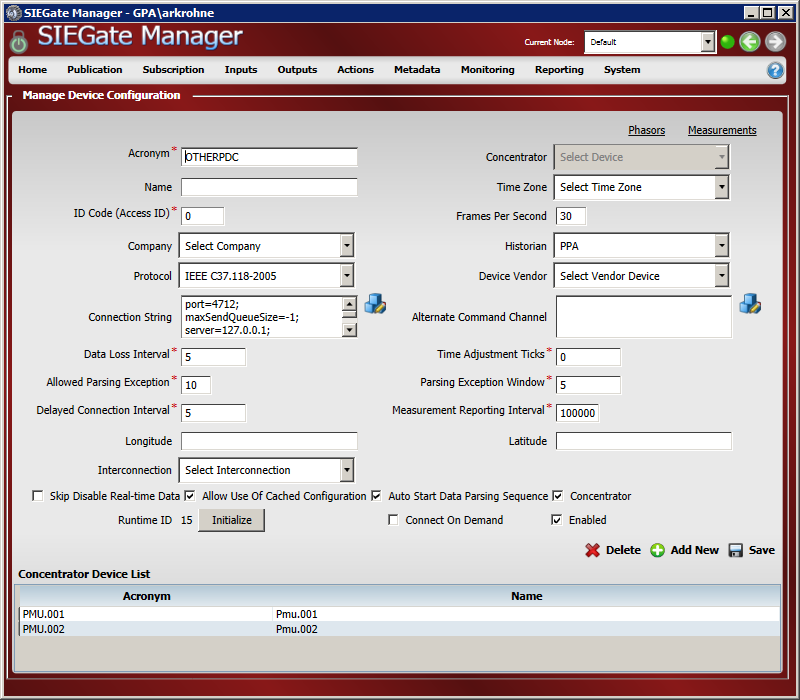 SIEGate Manager - GPA\arkrohne
SIEGate Manager
Current Node: Default
Home Publication Subscription Inputs Outputs Actions Metadata Monitoring Reporting System
Manage Device Configuration
Phasors Measurements
Acronym * OTHERPDC Concentrator Select Device
Name Time Zone Select Time Zone
ID Code (Access ID) * 0 Frames Per Second 30
Company Select Company Historian PPA
Protocol IEEE C37.118-2005 Device Vendor Select Vendor Device
port=4712;
Connection String maxSendQueueSize=-1; Alternate Command Channel
server=127.0.0.1;
Data Loss Interval * 5 Time Adjustment Ticks * 0
Allowed Parsing Exception * 10 Parsing Exception Window * 5
Delayed Connection Interval * 5 Measurement Reporting Interval * 100000
Longitude Latitude
Interconnection Select Interconnection
Skip Disable Real-time Data Allow Use Of Cached Configuration Auto Start Data Parsing Sequence Concentrator
Runtime ID 15 Initialize Connect On Demand Enabled
Delete Add New Save
Concentrator Device List
Acronym Name
PMU.001 Pmu.001
PMU.002 Pmu.002